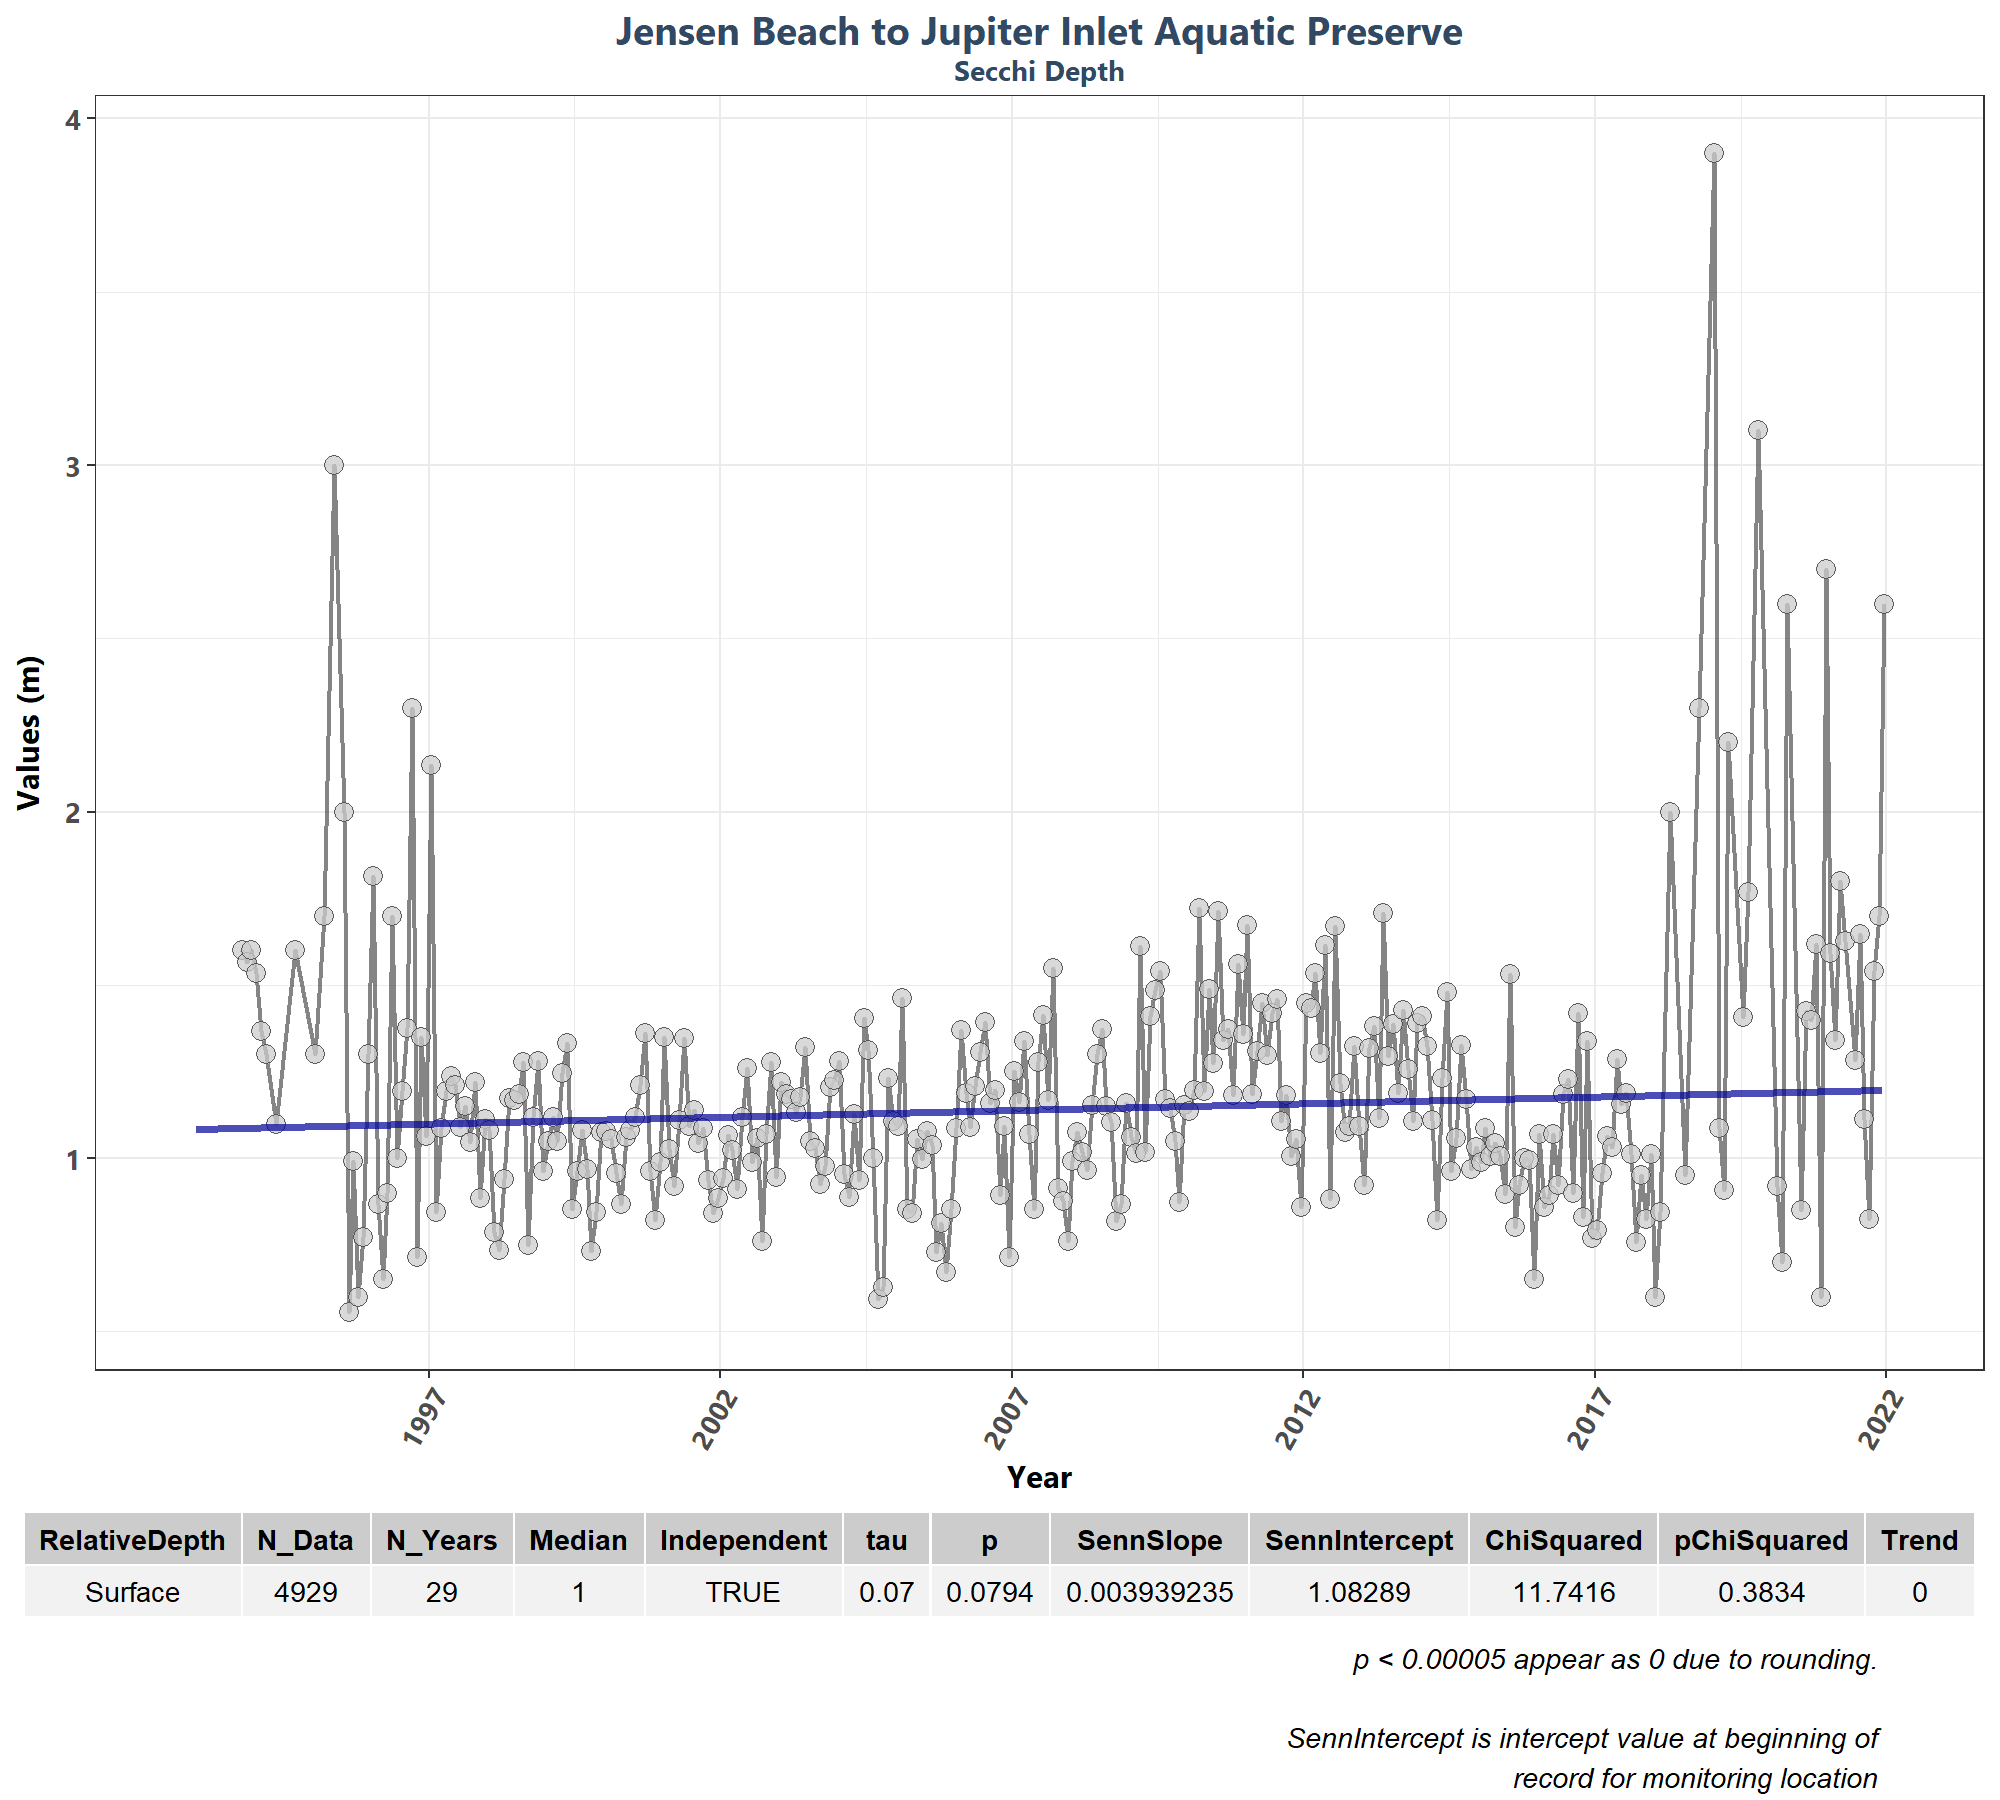 Jensen Beach to Jupiter Inlet Aquatic Preserve
Secchi Depth
4
3
2
1
Values (m)
1997 2002 2007 2012 2017 2022
Year
RelativeDepth N_Data N_Years Median Independent tau p SennSlope SennIntercept ChiSquared pChiSquared Trend
Surface 4929 29 1 TRUE 0.07 0.0794 0.003939235 1.08289 11.7416 0.3834 0
p < 0.00005 appear as 0 due to rounding.
SennIntercept is intercept value at beginning of
record for monitoring location